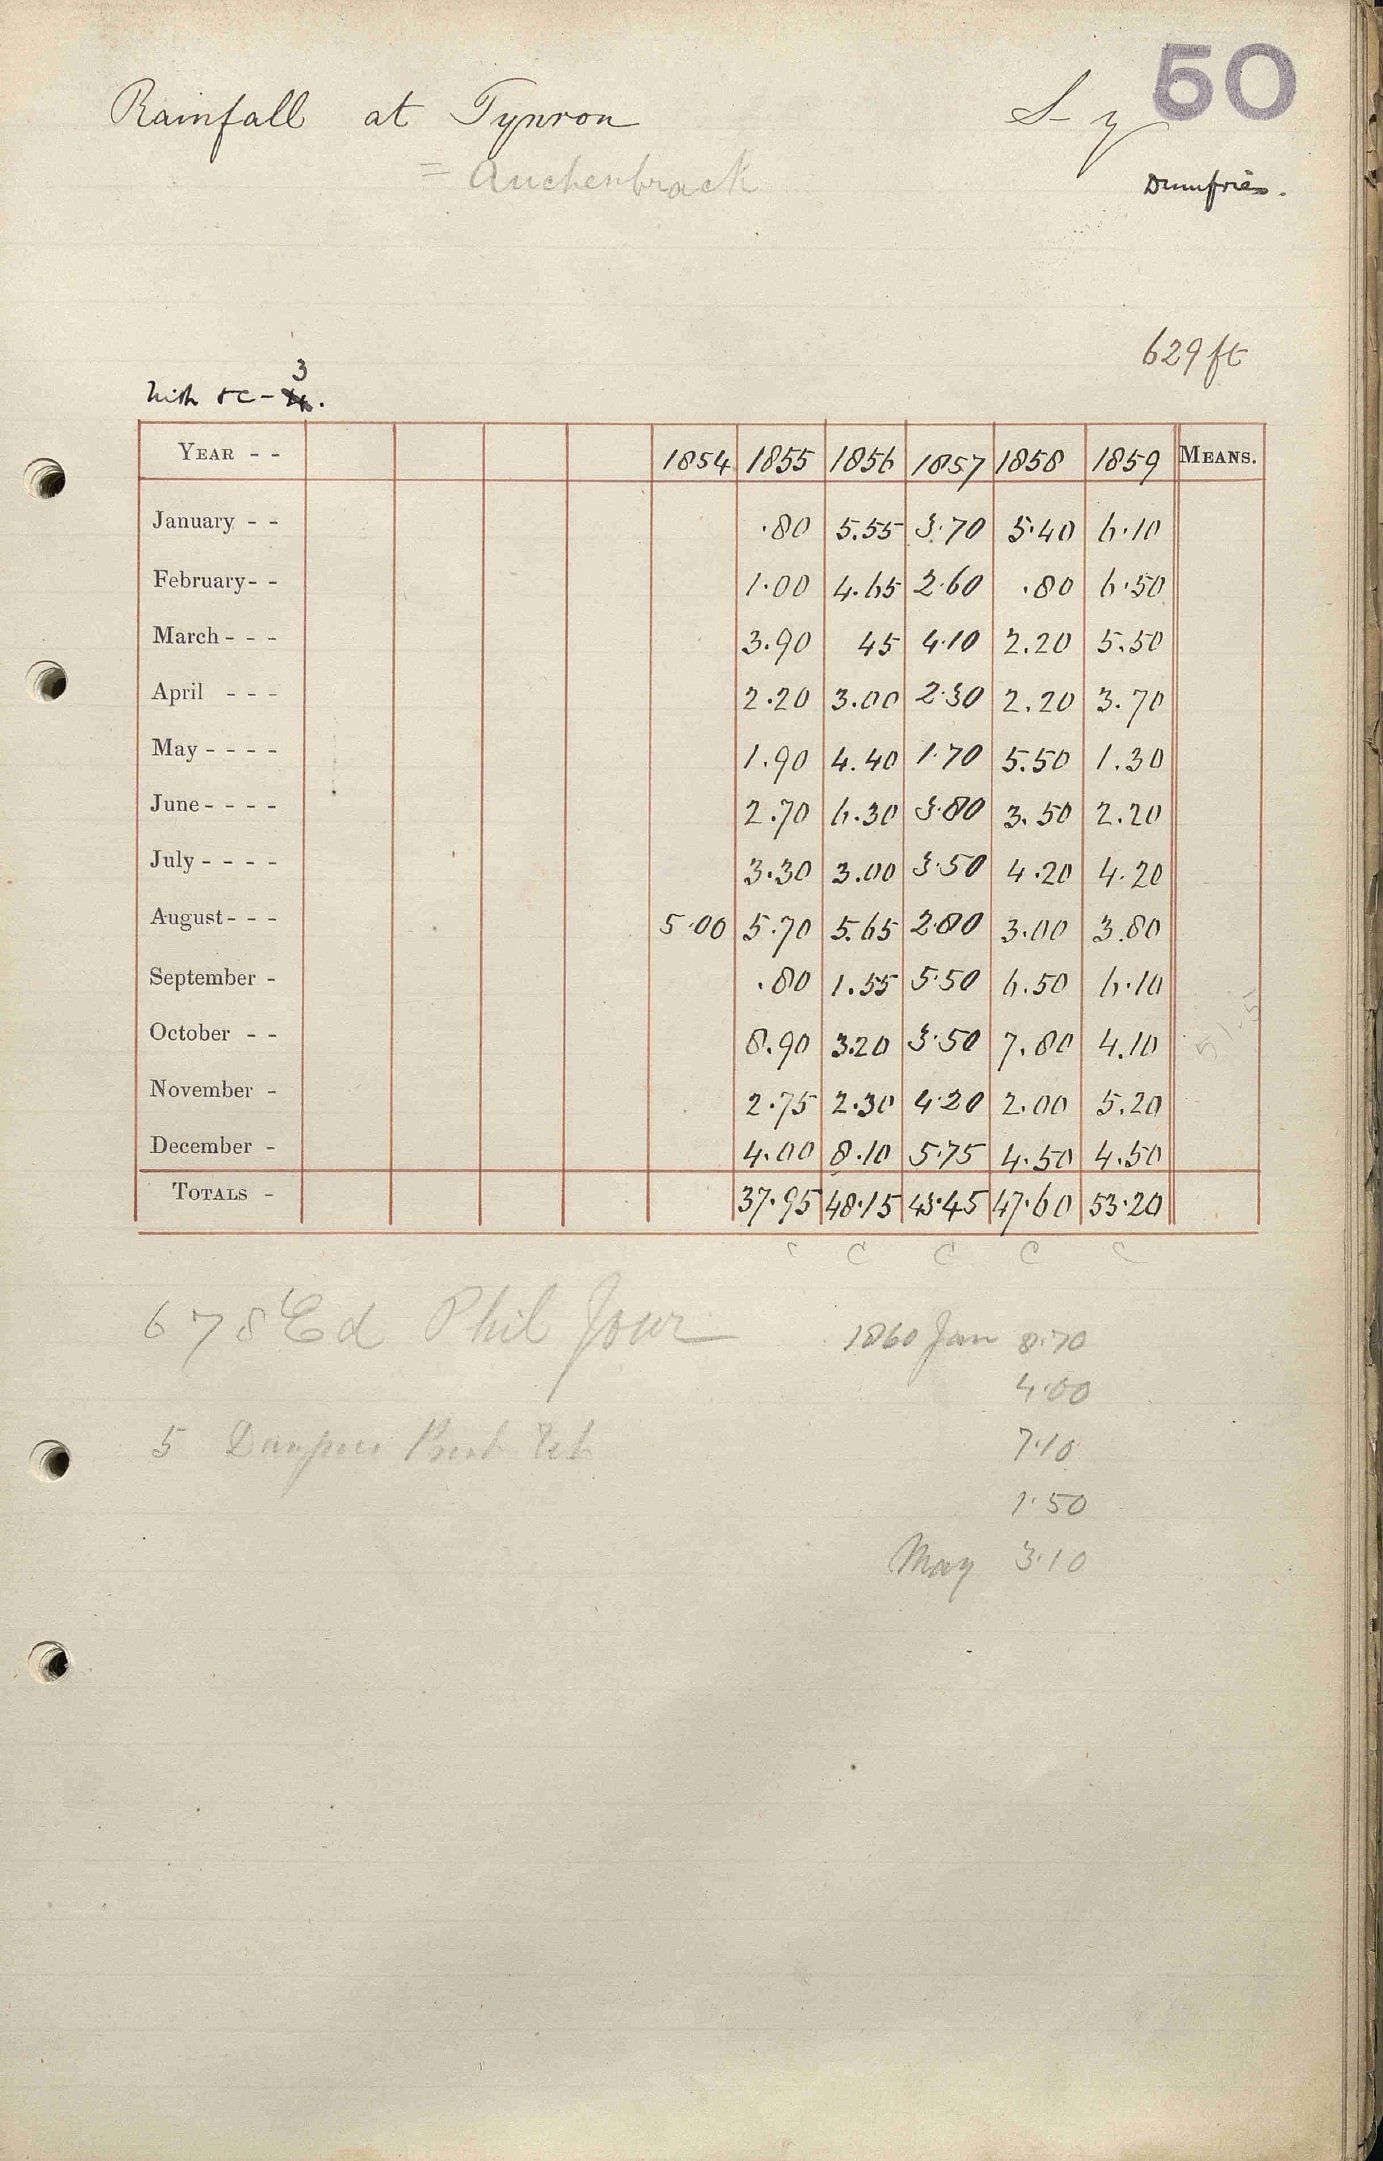 50
Rainfall at Tynron
= Auchenbrack
Dumfries.
629 ft
3
YEAR - - 1854 1855 1856 1857 1858 1859 MEANS.
January - - .80 5.55 3.70 5.40 6.10
February - - 1.00 4.65 2.60 .80 6.50
March - - - 3.90 45 4.10 2.20 5.50
April - - - 2.20 3.00 2.30 2.20 3.70
May - - - - 1.90 4.40 1.70 5.50 1.30
June - - - - 2.70 6.30 3.80 3.50 2.20
July - - - - 3.30 3.00 3.50 4.20 4.20
August - - - 5.00 5.70 5.65 2.80 3.00 3.80
September - .80 1.55 5.50 6.50 6.10
October - - 8.90 3.20 3.50 7.80 4.10
November - 2.75 2.30 4.20 2.00 5.20
December - 4.00 8.10 5.75 4.50 4.50
TOTALS - 37.95 48.15 43.45 47.60 53.20
c C C C C
6 7 8 Ed Phil Jour
1860 Jan 8.70
4.00
5
7.10
1.50
May 3.10